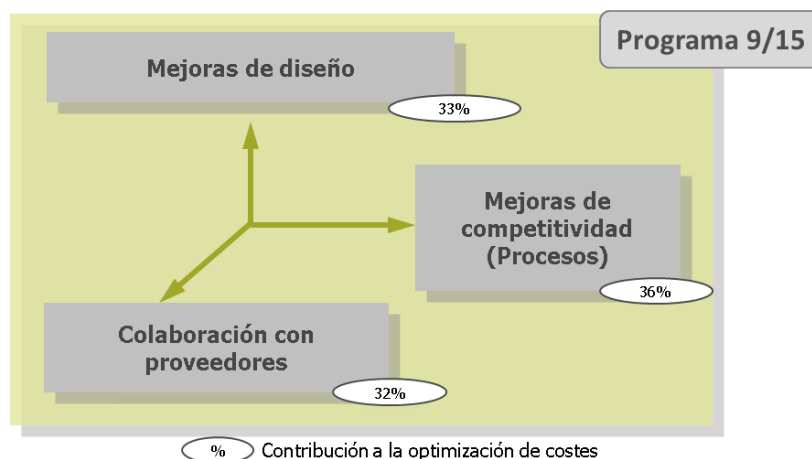 Programa 9/15
Mejoras de diseño
33%
Mejoras de
competitividad
(Procesos)
36%
Colaboración con
proveedores
32%
% Contribución a la optimización de costes